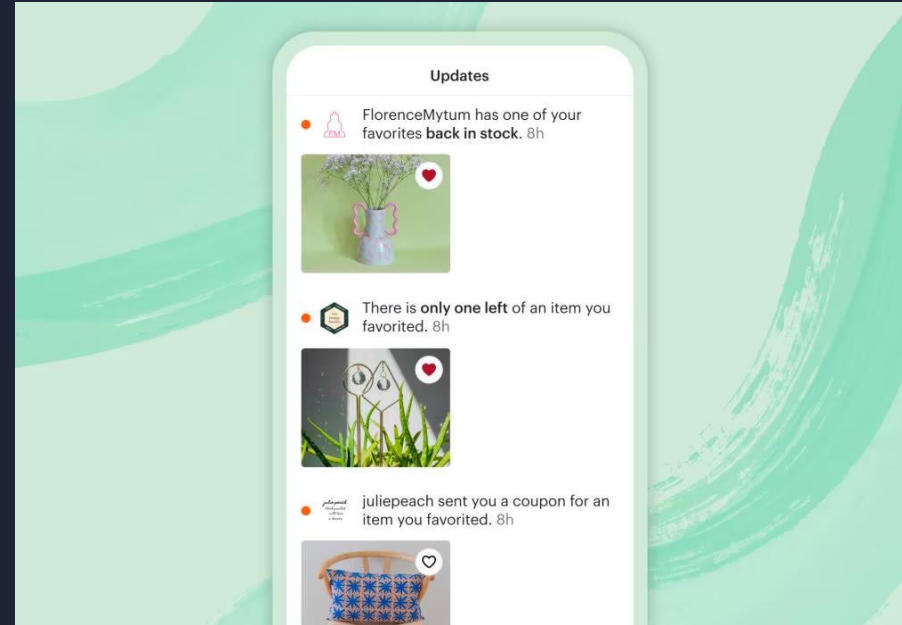 Updates
FlorenceMytum has one of your
favorites back in stock. 8h
There is only one left of an item you
favorited. 8h
juliepeach sent you a coupon for an
item you favorited. 8h